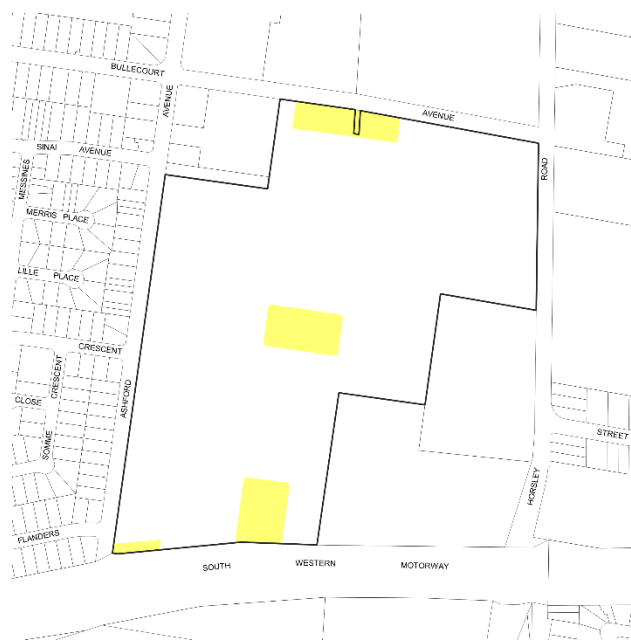 BULLECOURT
AVENUE
AVENUE
SINAI AVENUE
ROAD
MESSINES
MERRIS PLACE
LILLE PLACE
CRESCENT
CRESCENT
ASHFORD
CLOSE
STREET
SOMME
HORSLEY
FLANDERS
SOUTH WESTERN MOTORWAY